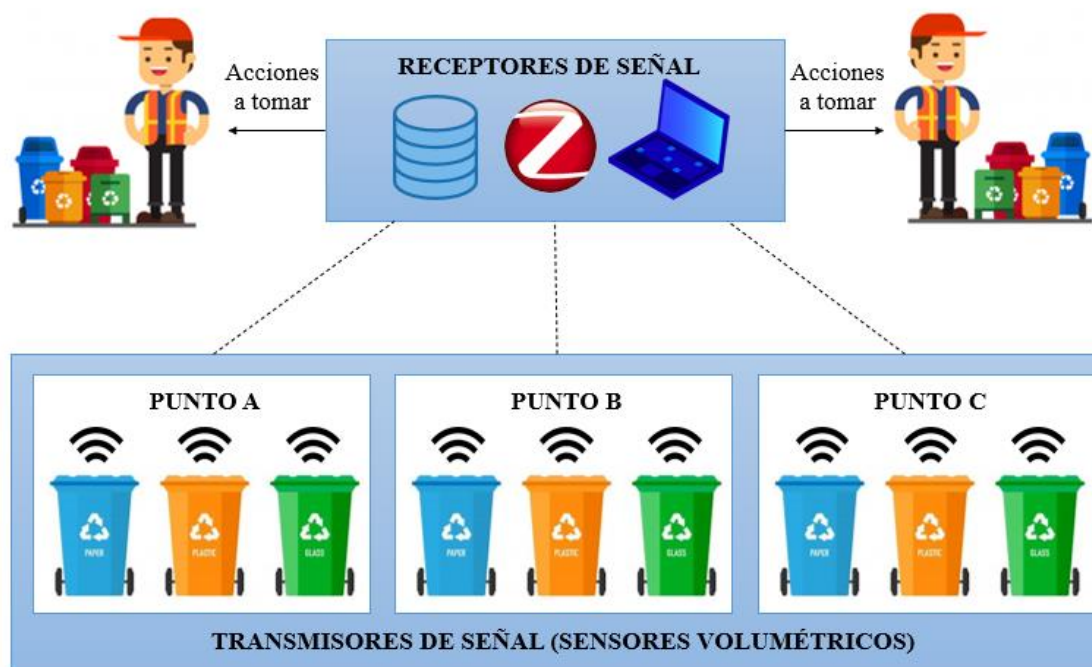 RECEPTORES DE SEÑAL
Acciones
a tomar
Acciones
a tomar
Z
PUNTO A
PUNTO B
PUNTO C
PAPER
PLASTIC
GLASS
PAPER
PLASTIC
GLASS
PAPER
PLASTIC
GLASS
TRANSMISORES DE SEÑAL (SENSORES VOLUMÉTRICOS)